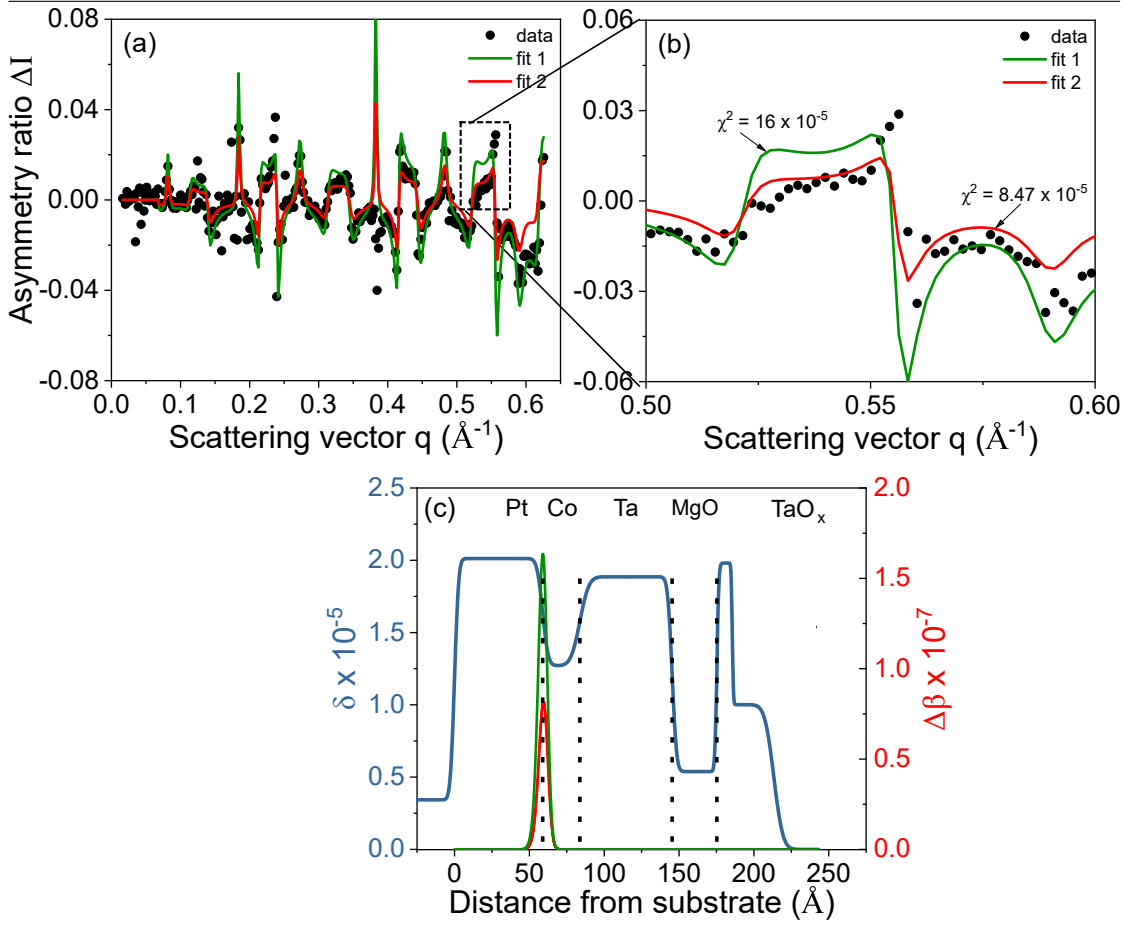 (a)
data
fit 1
fit 2
0.08
0.04
0.00
-0.04
-0.08
Asymmetry ratio ΔI
0.0 0.1 0.2 0.3 0.4 0.5 0.6
Scattering vector q (Å⁻¹)
(b)
data
fit 1
fit 2
χ² = 16 x 10⁻⁵
χ² = 8.47 x 10⁻⁵
0.06
0.03
0.00
-0.03
-0.06
0.50 0.55 0.60
Scattering vector q (Å⁻¹)
(c)
Pt Co Ta MgO TaOₓ
2.5
2.0
1.5
1.0
0.5
0.0
δ x 10⁻⁵
2.0
1.5
1.0
0.5
0.0
Δβ x 10⁻⁷
0 50 100 150 200 250
Distance from substrate (Å)